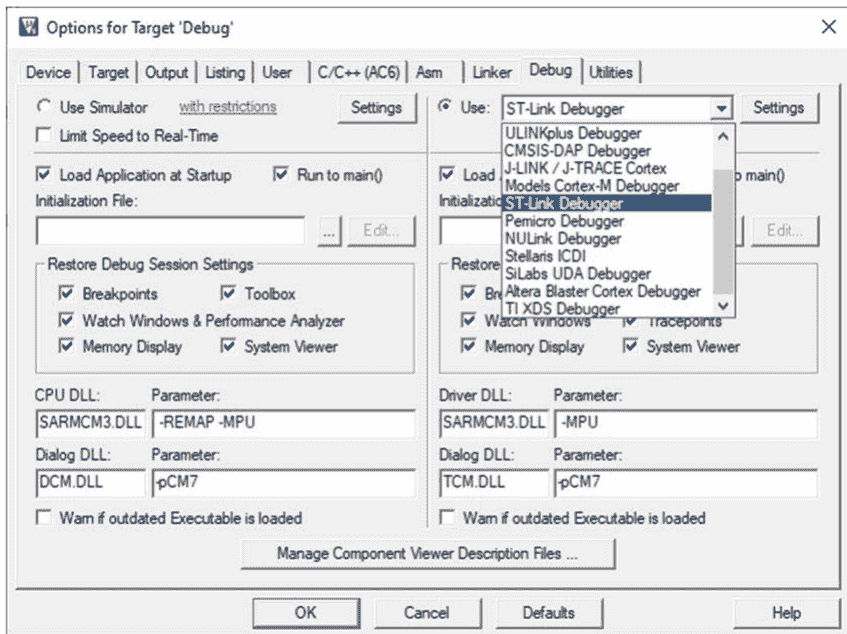 Options for Target 'Debug'
Device Target Output Listing User C/C++ (AC6) Asm Linker Debug Utilities
Use Simulator with restrictions Settings
Limit Speed to Real-Time
Load Application at Startup Run to main()
Initialization File:
... Edit...
Restore Debug Session Settings
Breakpoints Toolbox
Watch Windows & Performance Analyzer
Memory Display System Viewer
CPU DLL: Parameter:
SARMCM3.DLL -REMAP -MPU
Dialog DLL: Parameter:
DCM.DLL -pCM7
Warn if outdated Executable is loaded
Use: ST-Link Debugger Settings
ULINKplus Debugger
CMSIS-DAP Debugger
J-LINK / J-TRACE Cortex
Models Cortex-M Debugger
ST-Link Debugger
Pemicro Debugger
NULink Debugger
Stellaris ICDI
SiLabs UDA Debugger
Altera Blaster Cortex Debugger
TI XDS Debugger
Load main()
Edit...
Restore
Watch Windows Tracepoints
Memory Display System Viewer
Driver DLL: Parameter:
SARMCM3.DLL -MPU
Dialog DLL: Parameter:
TCM.DLL -pCM7
Warn if outdated Executable is loaded
Manage Component Viewer Description Files ...
OK Cancel Defaults Help